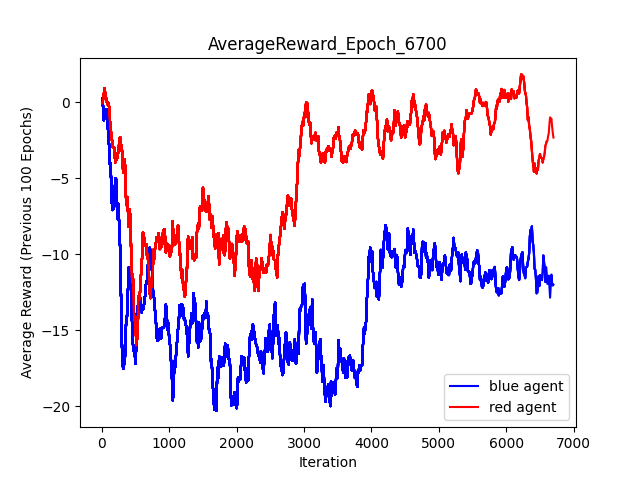 AverageReward_Epoch_6700
Average Reward (Previous 100 Epochs)
0
−5
−10
−15
−20
0 1000 2000 3000 4000 5000 6000 7000
Iteration
blue agent
red agent